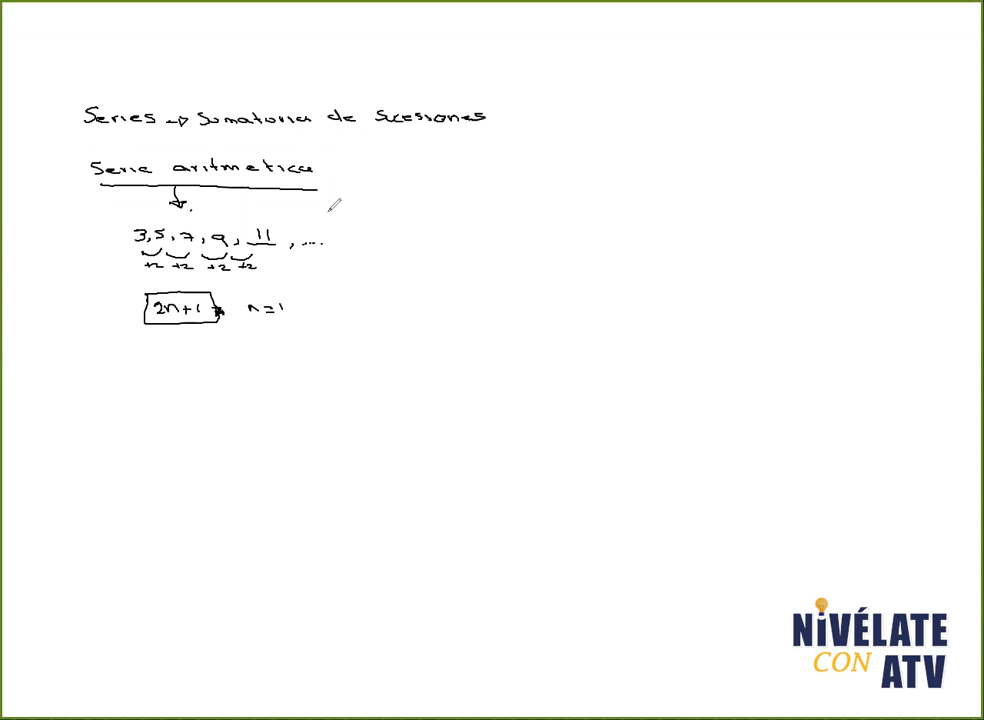 Series → Sumatoria de sucesiones
Serie aritmetica
3, 5, 7, 9, 11, ....
+2 +2 +2 +2
2n+1 n=1
NIVÉLATE
CON
ATV